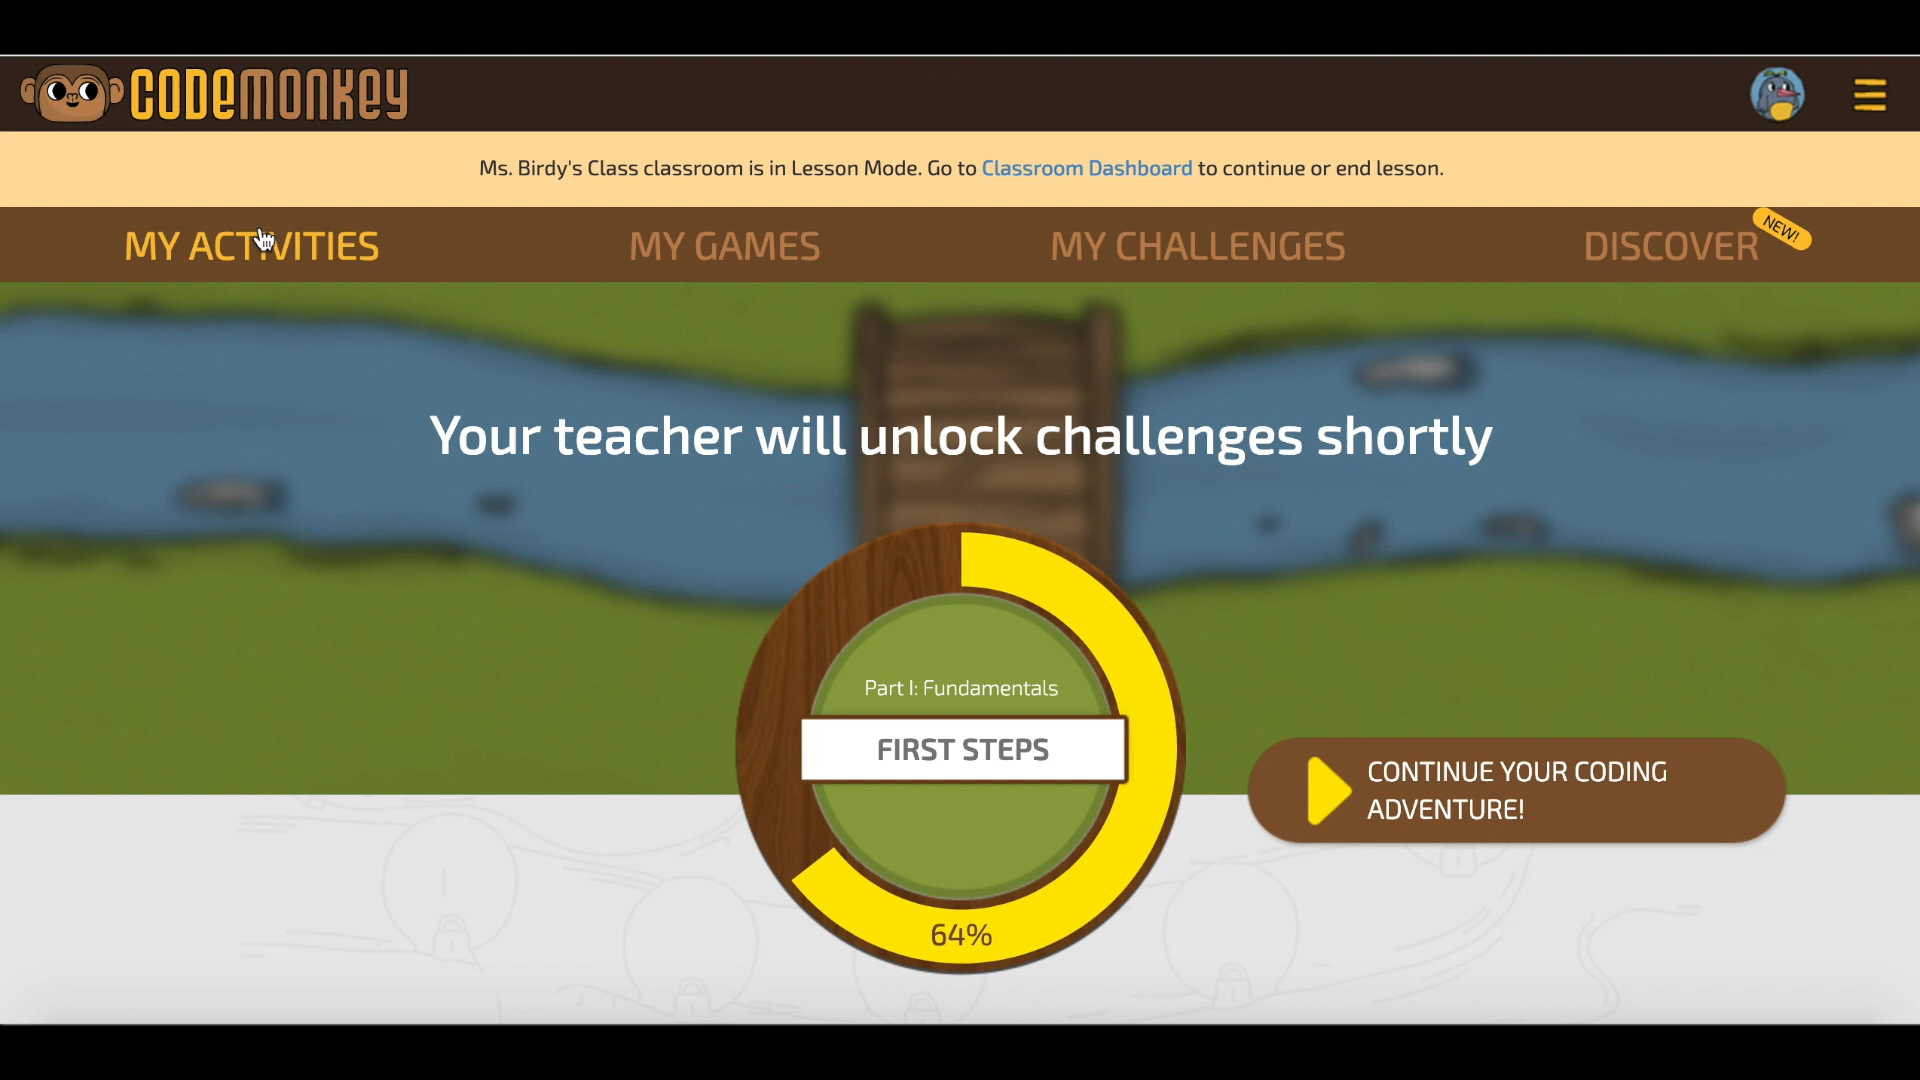 CODEMONKEY
Ms. Birdy's Class classroom is in Lesson Mode. Go to Classroom Dashboard to continue or end lesson.
MY ACTIVITIES
MY GAMES
MY CHALLENGES
DISCOVER
NEW!
Your teacher will unlock challenges shortly
Part I: Fundamentals
FIRST STEPS
64%
CONTINUE YOUR CODING
ADVENTURE!